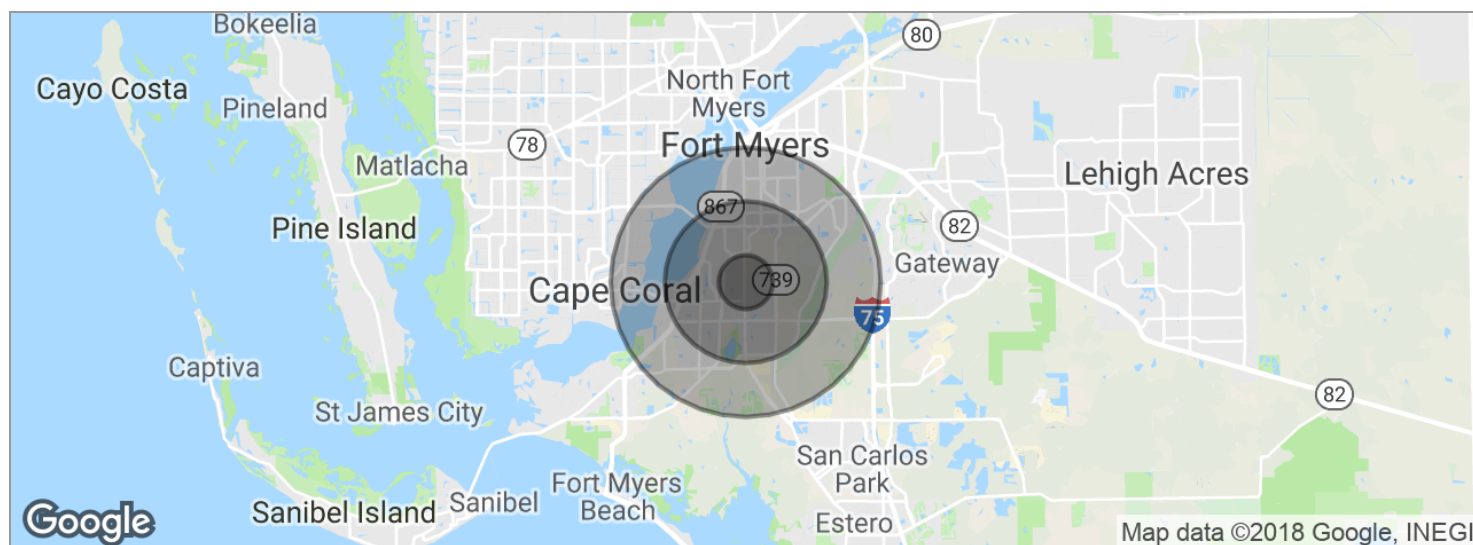 Bokeelia
80
Cayo Costa
North Fort
Myers
Pineland
78
Fort Myers
Matlacha
Lehigh Acres
867
Pine Island
82
Gateway
739
Cape Coral
75
Captiva
82
St James City
San Carlos
Park
Fort Myers
Beach
Sanibel
Sanibel Island
Estero
Google
Map data ©2018 Google, INEGI